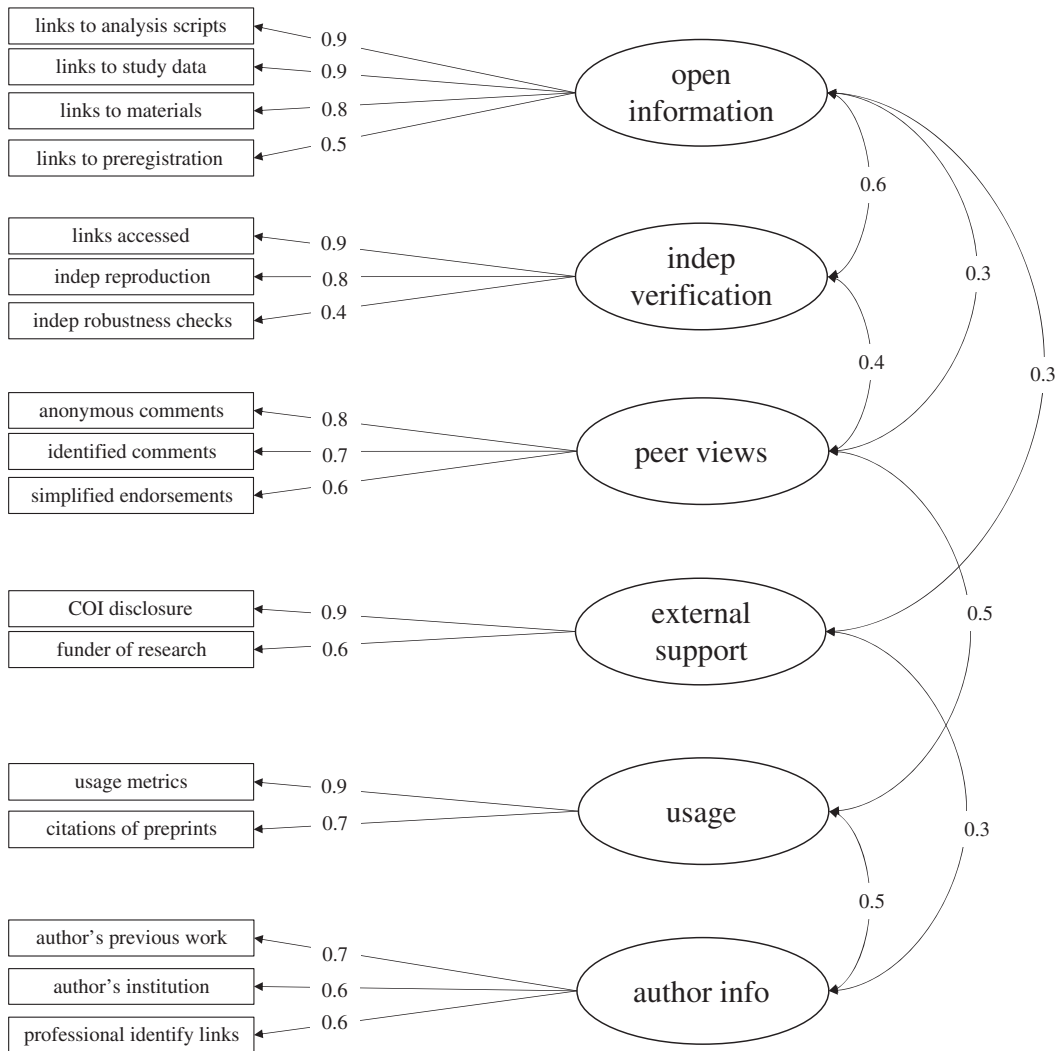 links to analysis scripts
links to study data
links to materials
links to preregistration
0.9
0.9
0.8
0.5
open
information
links accessed
indep reproduction
indep robustness checks
0.9
0.8
0.4
indep
verification
anonymous comments
identified comments
simplified endorsements
0.8
0.7
0.6
peer views
COI disclosure
funder of research
0.9
0.6
external
support
usage metrics
citations of preprints
0.9
0.7
usage
author's previous work
author's institution
professional identify links
0.7
0.6
0.6
author info
0.6
0.3
0.4
0.3
0.5
0.3
0.5